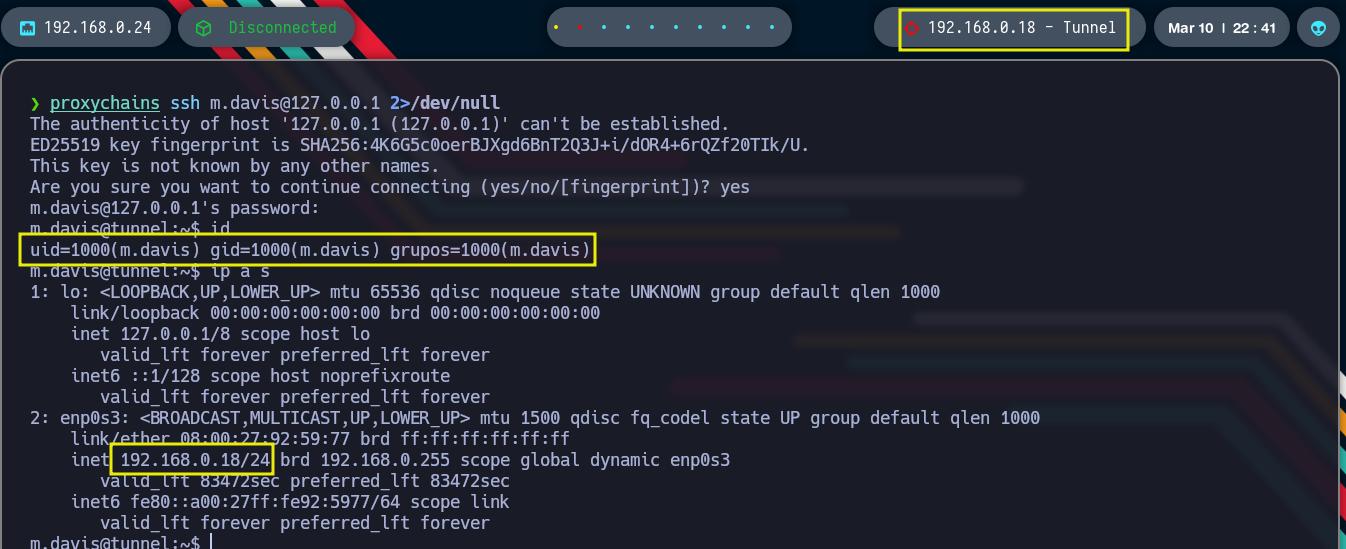 192.168.0.24
Disconnected
192.168.0.18 - Tunnel
Mar 10 | 22:41
❯ proxychains ssh m.davis@127.0.0.1 2>/dev/null
The authenticity of host '127.0.0.1 (127.0.0.1)' can't be established.
ED25519 key fingerprint is SHA256:4K6G5c0oerBJXgd6BnT2Q3J+i/dOR4+6rQZf20TIk/U.
This key is not known by any other names.
Are you sure you want to continue connecting (yes/no/[fingerprint])? yes
m.davis@127.0.0.1's password:
m.davis@tunnel:~$ id
uid=1000(m.davis) gid=1000(m.davis) grupos=1000(m.davis)
m.davis@tunnel:~$ ip a s
1: lo: <LOOPBACK,UP,LOWER_UP> mtu 65536 qdisc noqueue state UNKNOWN group default qlen 1000
link/loopback 00:00:00:00:00:00 brd 00:00:00:00:00:00
inet 127.0.0.1/8 scope host lo
valid_lft forever preferred_lft forever
inet6 ::1/128 scope host noprefixroute
valid_lft forever preferred_lft forever
2: enp0s3: <BROADCAST,MULTICAST,UP,LOWER_UP> mtu 1500 qdisc fq_codel state UP group default qlen 1000
link/ether 08:00:27:92:59:77 brd ff:ff:ff:ff:ff:ff
inet 192.168.0.18/24 brd 192.168.0.255 scope global dynamic enp0s3
valid_lft 83472sec preferred_lft 83472sec
inet6 fe80::a00:27ff:fe92:5977/64 scope link
valid_lft forever preferred_lft forever
m.davis@tunnel:~$